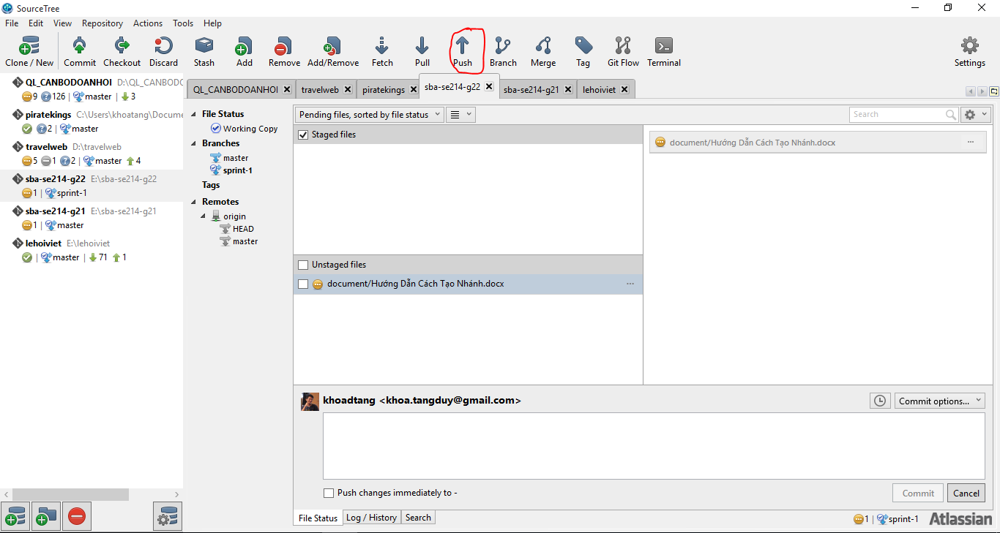 SourceTree
File Edit View Repository Actions Tools Help
Clone / New Commit Checkout Discard Stash Add Remove Add/Remove Fetch Pull Push Branch Merge Tag Git Flow Terminal Settings
QL_CANBODOANHOI D:\QL_CANBODO
9 126 | master | 3
piratekings C:\Users\khoatang\Docume
2 | master
travelweb D:\travelweb
5 1 2 | master | 4
sba-se214-g22 E:\sba-se214-g22
1 | sprint-1
sba-se214-g21 E:\sba-se214-g21
1 | master
lehoiviet E:\lehoiviet
| master | 71 1
QL_CANBODOANHOI travelweb piratekings sba-se214-g22 sba-se214-g21 lehoiviet
File Status
Working Copy
Branches
master
sprint-1
Tags
Remotes
origin
HEAD
master
Pending files, sorted by file status
Search
Staged files
document/Hướng Dẫn Cách Tạo Nhánh.docx
Unstaged files
document/Hướng Dẫn Cách Tạo Nhánh.docx
khoadtang <khoa.tangduy@gmail.com>
Commit options...
Push changes immediately to -
Commit Cancel
File Status Log / History Search
1 | sprint-1 Atlassian